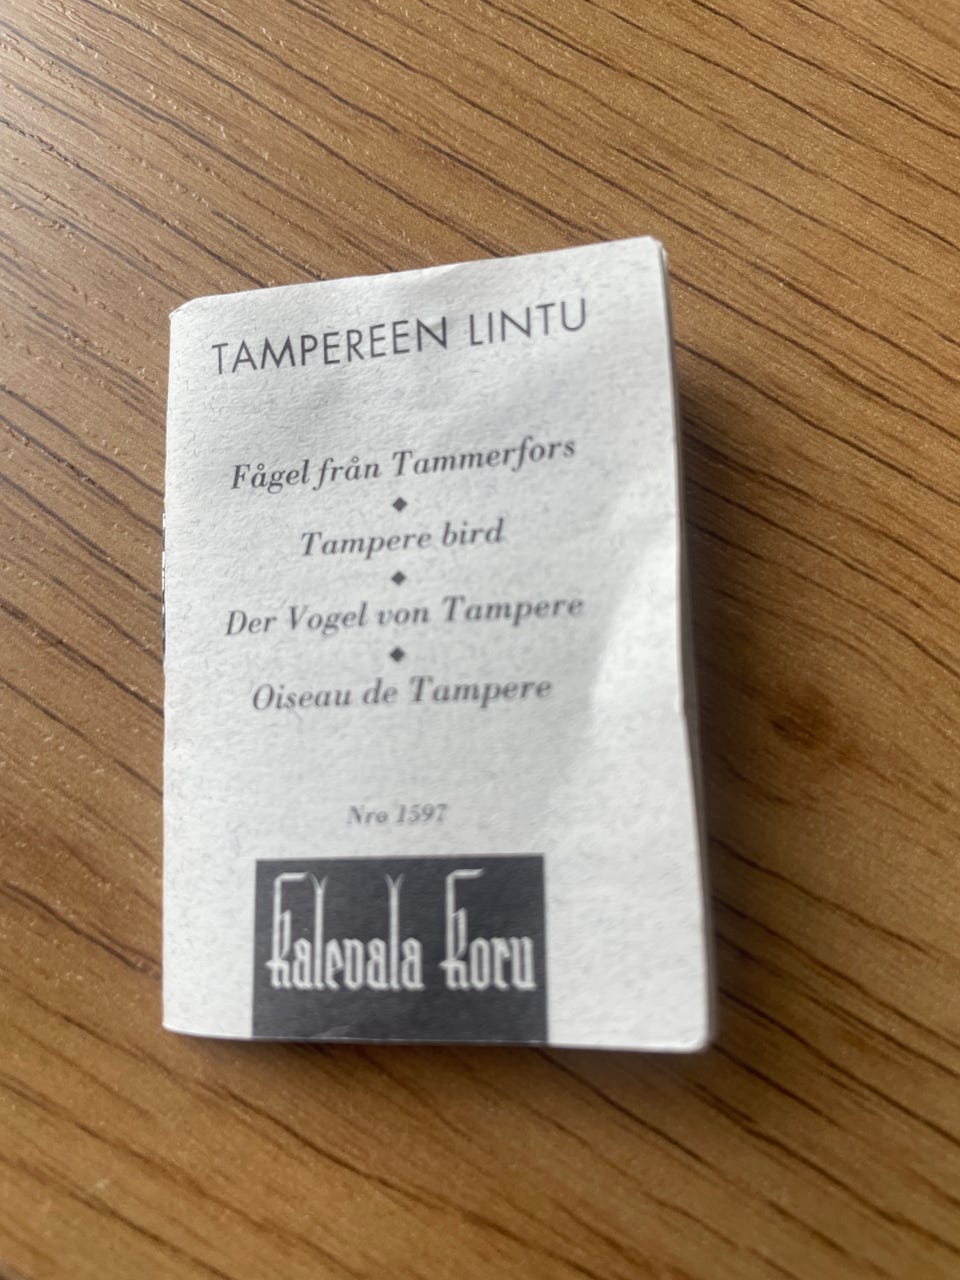 TAMPEREEN LINTU
Fågel från Tammerfors
◆
Tampere bird
◆
Der Vogel von Tampere
◆
Oiseau de Tampere
Nro 1597
Kalevala Koru